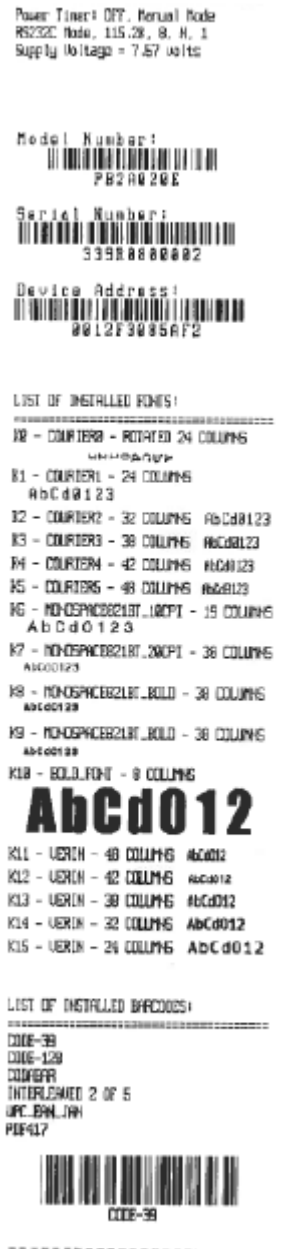 Power Timer: OFF, Manual Mode
RS232C Mode, 115.2K, 8, N, 1
Supply Voltage = 7.67 volts
Model Number:
PB2A020E
Serial Number:
339R0800002
Device Address:
0012F3085AF2
LIST OF INSTALLED FONTS:
K0 - COURIER0 - ROTATED 24 COLUMNS
K1 - COURIER1 - 24 COLUMNS
AbCd0123
K2 - COURIER2 - 32 COLUMNS AbCd0123
K3 - COURIER3 - 38 COLUMNS AbCd0123
K4 - COURIER4 - 42 COLUMNS AbCd0123
K5 - COURIER5 - 48 COLUMNS AbCd0123
K6 - MONOSPACE821BT_10CPI - 19 COLUMNS
AbCd0123
K7 - MONOSPACE821BT_20CPI - 38 COLUMNS
AbCd0123
K8 - MONOSPACE821BT_BOLD - 38 COLUMNS
AbCd0123
K9 - MONOSPACE821BT_BOLD - 38 COLUMNS
AbCd0123
K10 - BOLD_FONT - 8 COLUMNS
AbCd012
K11 - VERIN - 48 COLUMNS AbCd012
K12 - VERIN - 42 COLUMNS AbCd012
K13 - VERIN - 38 COLUMNS AbCd012
K14 - VERIN - 32 COLUMNS AbCd012
K15 - VERIN - 24 COLUMNS AbCd012
LIST OF INSTALLED BARCODES:
CODE-39
CODE-128
CODABAR
INTERLEAVED 2 OF 5
UPC_EAN_JAN
PDF417
CODE-39